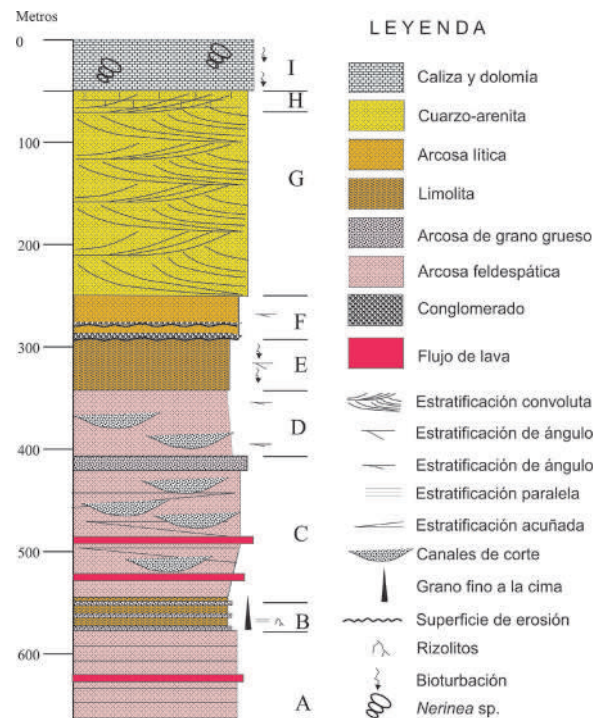 Metros
0
100
200
300
400
500
600
I
H
G
F
E
D
C
B
A
LEYENDA
Caliza y dolomía
Cuarzo-arenita
Arcosa lítica
Limolita
Arcosa de grano grueso
Arcosa feldespática
Conglomerado
Flujo de lava
Estratificación convoluta
Estratificación de ángulo
Estratificación de ángulo
Estratificación paralela
Estratificación acuñada
Canales de corte
Grano fino a la cima
Superficie de erosión
Rizolitos
Bioturbación
Nerinea sp.